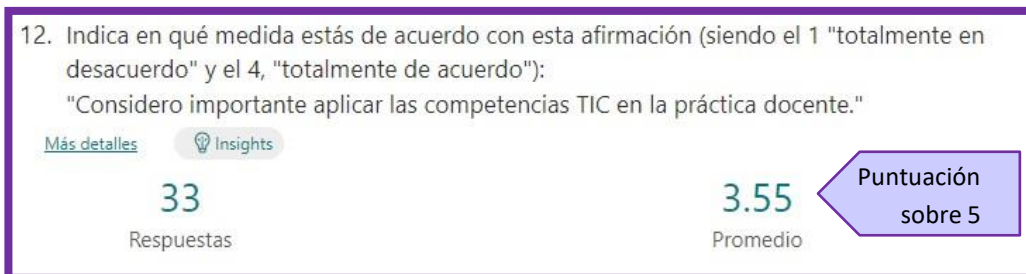 12. Indica en qué medida estás de acuerdo con esta afirmación (siendo el 1 "totalmente en
desacuerdo" y el 4, "totalmente de acuerdo"):
"Considero importante aplicar las competencias TIC en la práctica docente."
Más detalles
Insights
33
Respuestas
3.55
Promedio
Puntuación
sobre 5